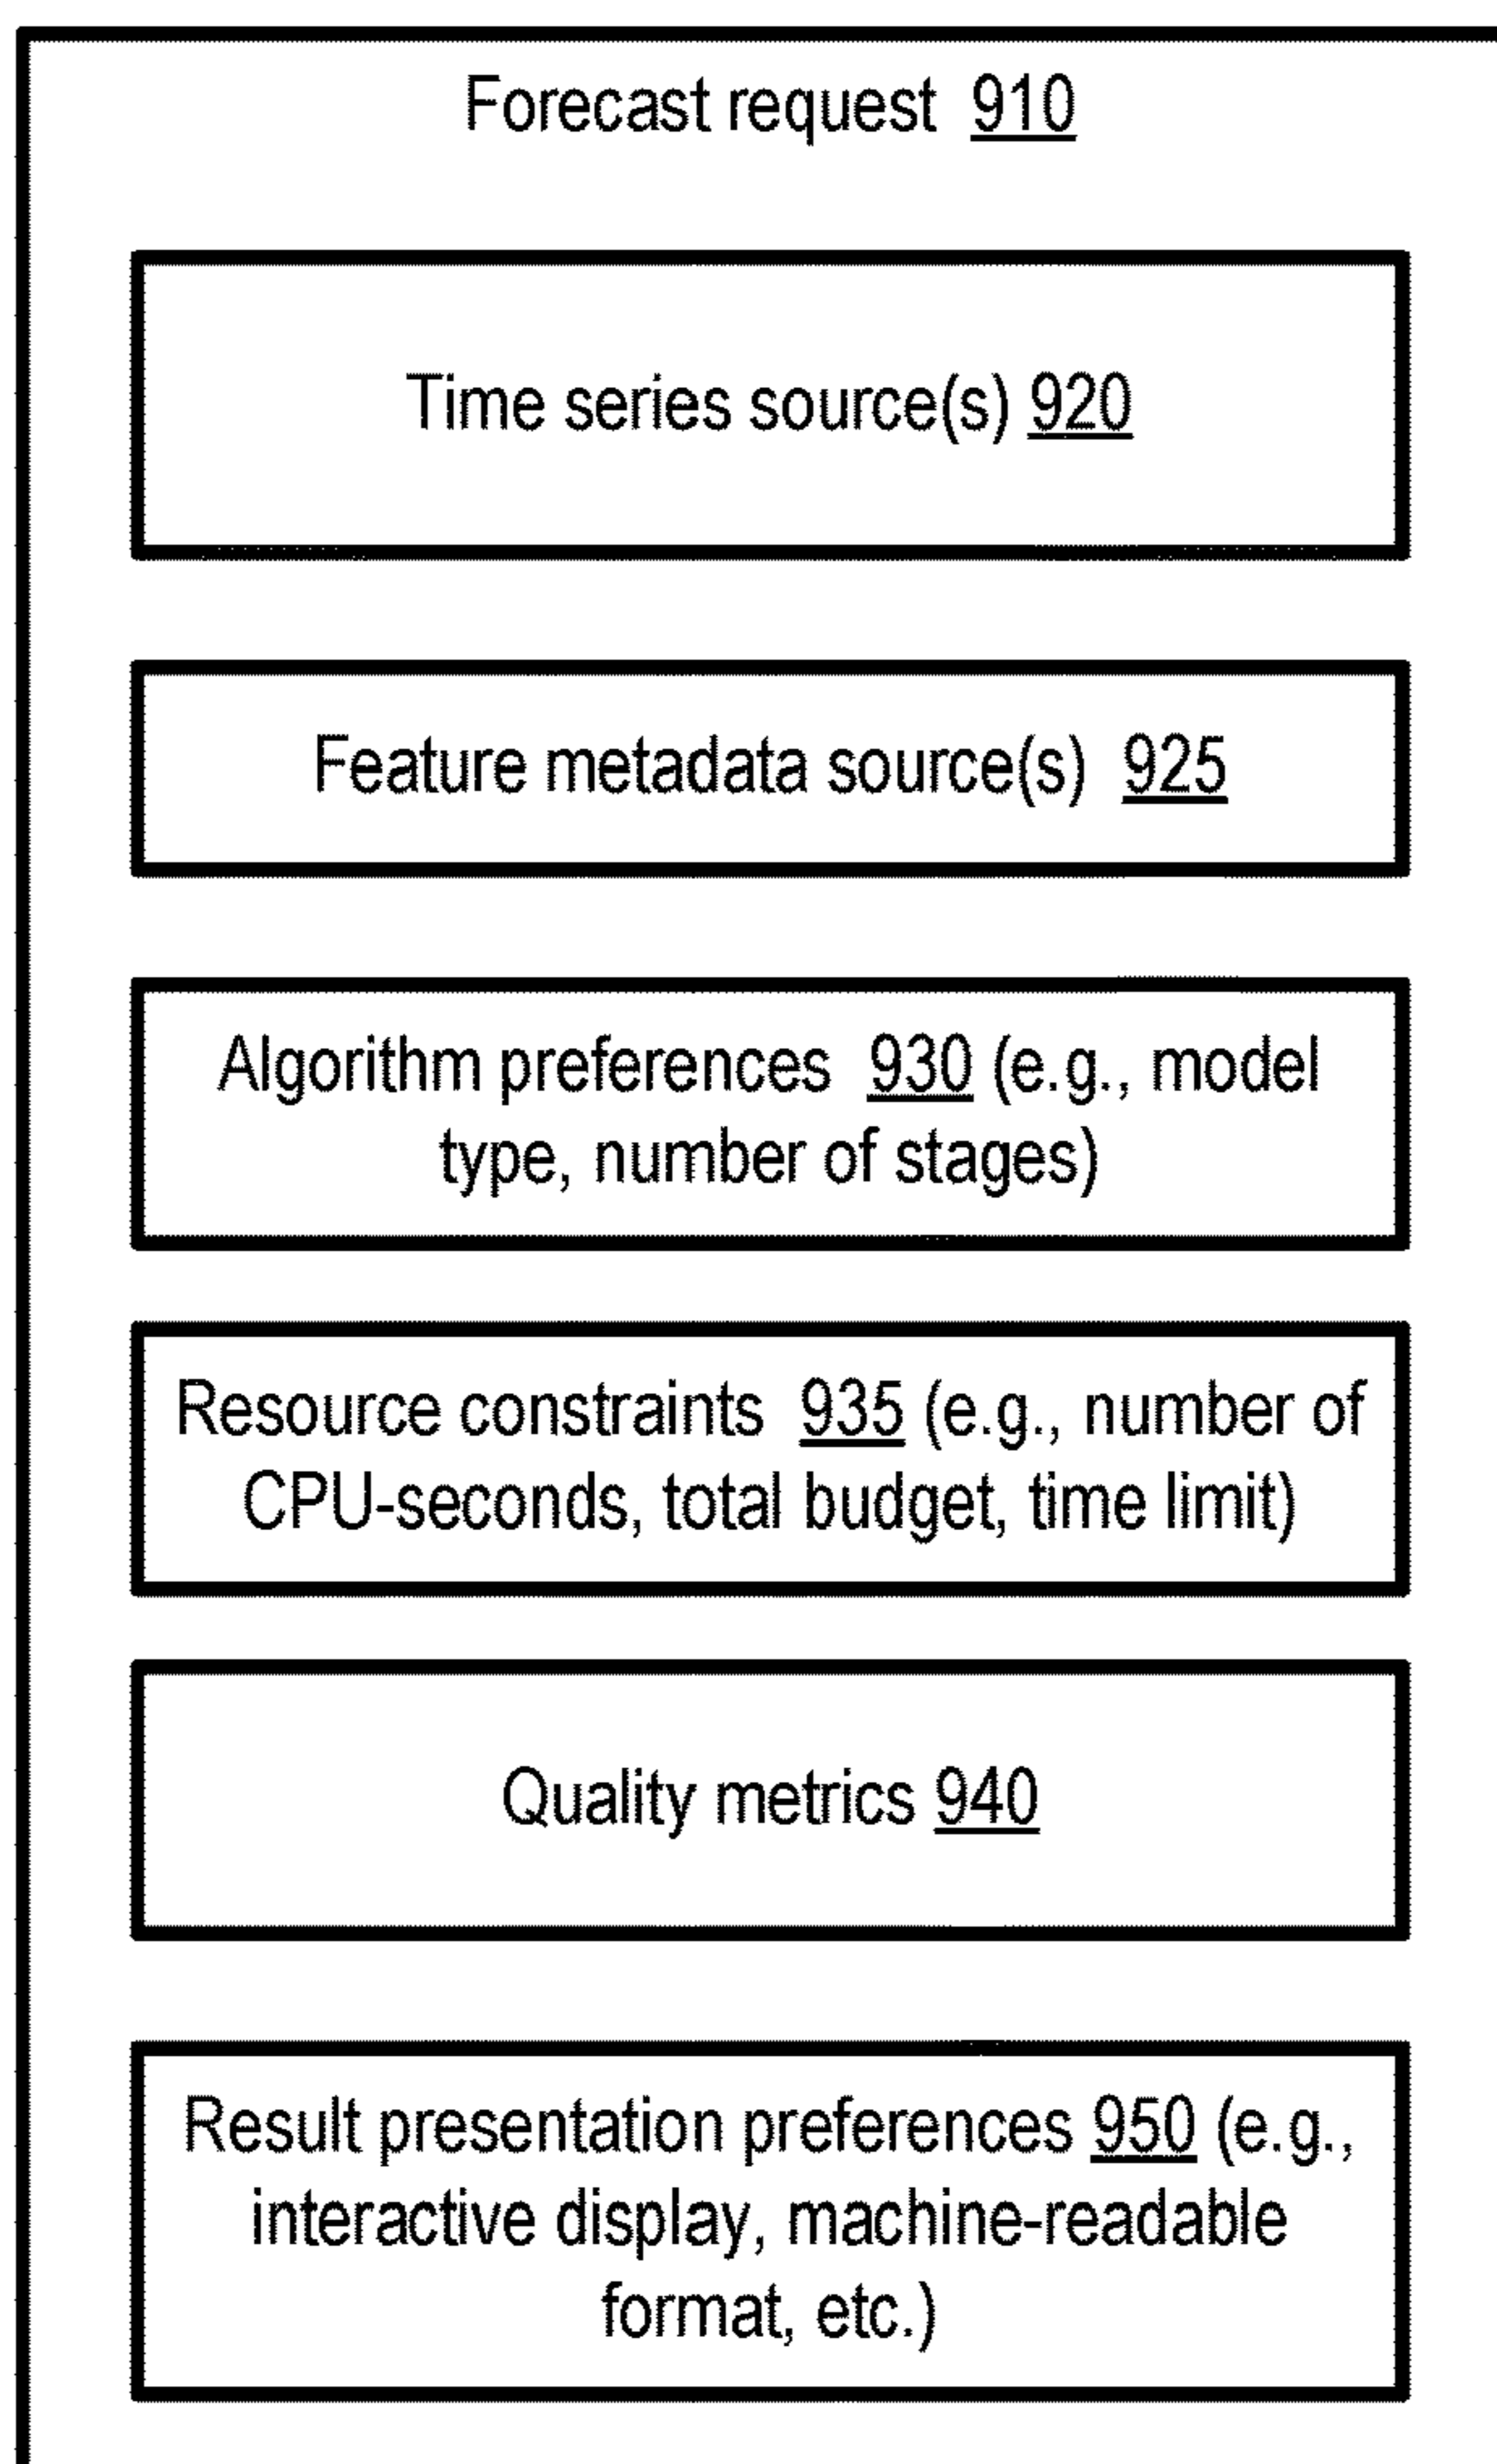 Forecast request 910
Time series source(s) 920
Feature metadata source(s) 925
Algorithm preferences 930 (e.g., model
type, number of stages)
Resource constraints 935 (e.g., number of
CPU-seconds, total budget, time limit)
Quality metrics 940
Result presentation preferences 950 (e.g.,
interactive display, machine-readable
format, etc.)